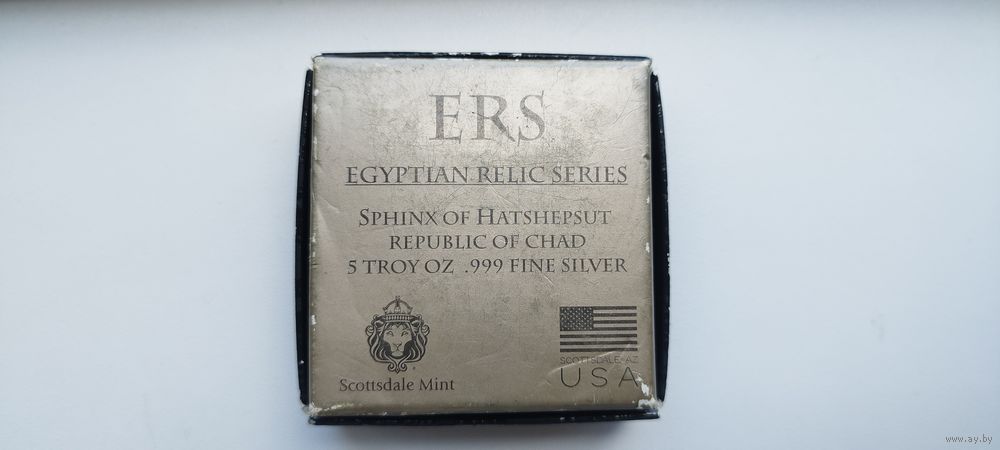 ERS
EGYPTIAN RELIC SERIES
SPHINX OF HATSHEPSUT
REPUBLIC OF CHAD
5 TROY OZ .999 FINE SILVER
Scottsdale Mint
SCOTTSDALE-AZ
USA
www.ay.by